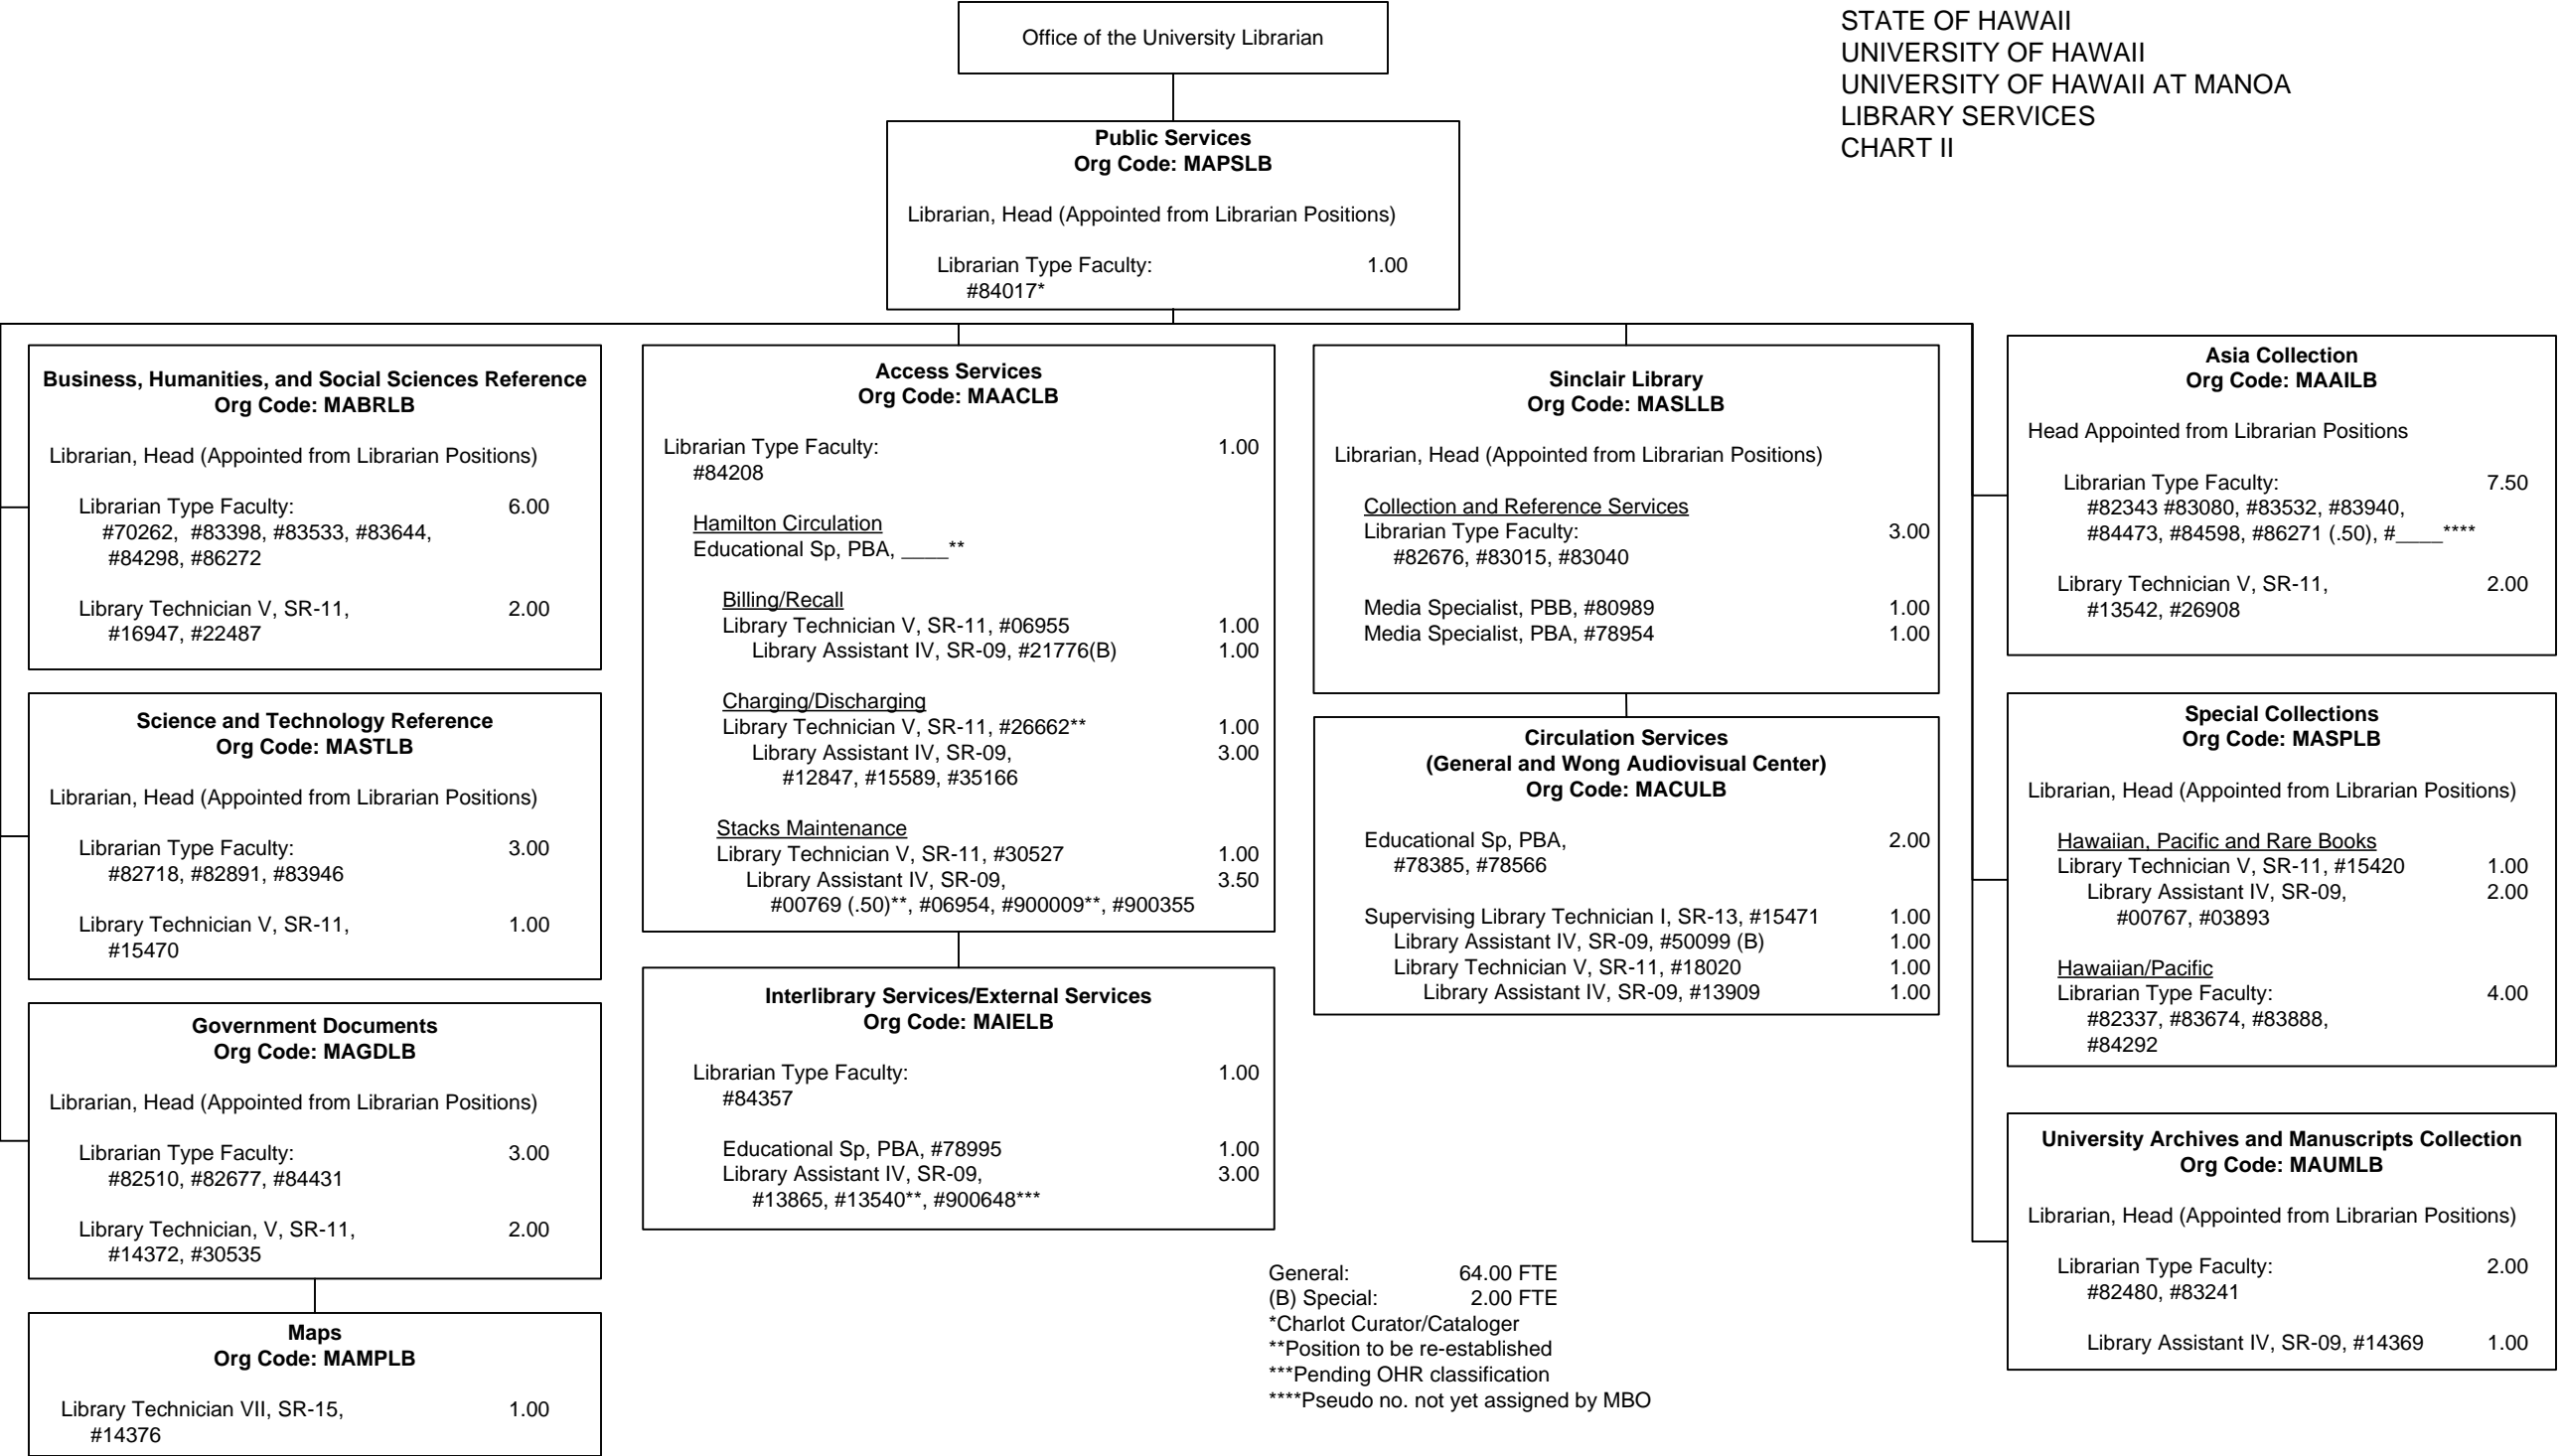 Office of the University Librarian
STATE OF HAWAII
UNIVERSITY OF HAWAII
UNIVERSITY OF HAWAII AT MANOA
LIBRARY SERVICES
CHART II
Public Services
Org Code: MAPSLB
Librarian, Head (Appointed from Librarian Positions)
Librarian Type Faculty: 1.00
#84017*
Business, Humanities, and Social Sciences Reference
Org Code: MABRLB
Librarian, Head (Appointed from Librarian Positions)
Librarian Type Faculty: 6.00
#70262, #83398, #83533, #83644,
#84298, #86272
Library Technician V, SR-11, 2.00
#16947, #22487
Science and Technology Reference
Org Code: MASTLB
Librarian, Head (Appointed from Librarian Positions)
Librarian Type Faculty: 3.00
#82718, #82891, #83946
Library Technician V, SR-11, 1.00
#15470
Government Documents
Org Code: MAGDLB
Librarian, Head (Appointed from Librarian Positions)
Librarian Type Faculty: 3.00
#82510, #82677, #84431
Library Technician, V, SR-11, 2.00
#14372, #30535
Maps
Org Code: MAMPLB
Library Technician VII, SR-15, 1.00
#14376
Access Services
Org Code: MAACLB
Librarian Type Faculty: 1.00
#84208
Hamilton Circulation
Educational Sp, PBA, ____**
Billing/Recall
Library Technician V, SR-11, #06955 1.00
Library Assistant IV, SR-09, #21776(B) 1.00
Charging/Discharging
Library Technician V, SR-11, #26662** 1.00
Library Assistant IV, SR-09, 3.00
#12847, #15589, #35166
Stacks Maintenance
Library Technician V, SR-11, #30527 1.00
Library Assistant IV, SR-09, 3.50
#00769 (.50)**, #06954, #900009**, #900355
Interlibrary Services/External Services
Org Code: MAIELB
Librarian Type Faculty: 1.00
#84357
Educational Sp, PBA, #78995 1.00
Library Assistant IV, SR-09, 3.00
#13865, #13540**, #900648***
Sinclair Library
Org Code: MASLLB
Librarian, Head (Appointed from Librarian Positions)
Collection and Reference Services
Librarian Type Faculty: 3.00
#82676, #83015, #83040
Media Specialist, PBB, #80989 1.00
Media Specialist, PBA, #78954 1.00
Circulation Services
(General and Wong Audiovisual Center)
Org Code: MACULB
Educational Sp, PBA, 2.00
#78385, #78566
Supervising Library Technician I, SR-13, #15471 1.00
Library Assistant IV, SR-09, #50099 (B) 1.00
Library Technician V, SR-11, #18020 1.00
Library Assistant IV, SR-09, #13909 1.00
Asia Collection
Org Code: MAAILB
Head Appointed from Librarian Positions
Librarian Type Faculty: 7.50
#82343 #83080, #83532, #83940,
#84473, #84598, #86271 (.50), #____****
Library Technician V, SR-11, 2.00
#13542, #26908
Special Collections
Org Code: MASPLB
Librarian, Head (Appointed from Librarian Positions)
Hawaiian, Pacific and Rare Books
Library Technician V, SR-11, #15420 1.00
Library Assistant IV, SR-09, 2.00
#00767, #03893
Hawaiian/Pacific
Librarian Type Faculty: 4.00
#82337, #83674, #83888,
#84292
University Archives and Manuscripts Collection
Org Code: MAUMLB
Librarian, Head (Appointed from Librarian Positions)
Librarian Type Faculty: 2.00
#82480, #83241
Library Assistant IV, SR-09, #14369 1.00
General: 64.00 FTE
(B) Special: 2.00 FTE
*Charlot Curator/Cataloger
**Position to be re-established
***Pending OHR classification
****Pseudo no. not yet assigned by MBO